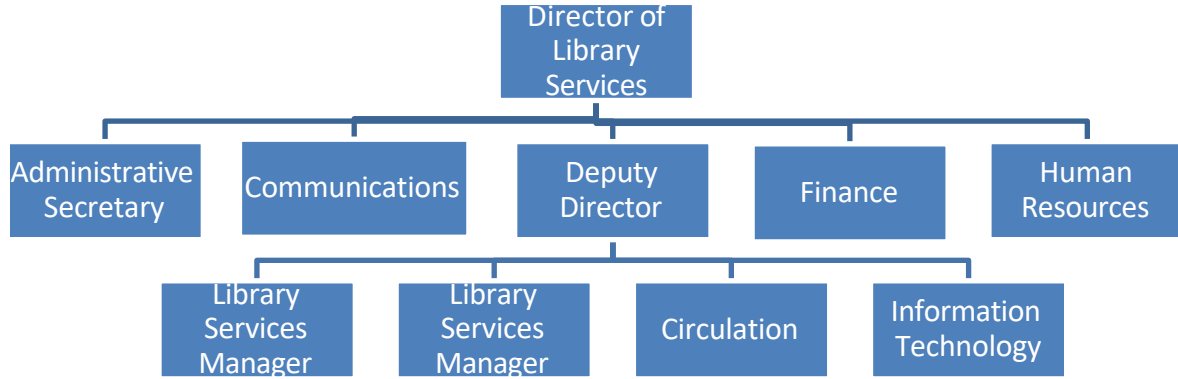 Director of
Library
Services
Administrative
Secretary
Communications
Deputy
Director
Finance
Human
Resources
Library
Services
Manager
Library
Services
Manager
Circulation
Information
Technology